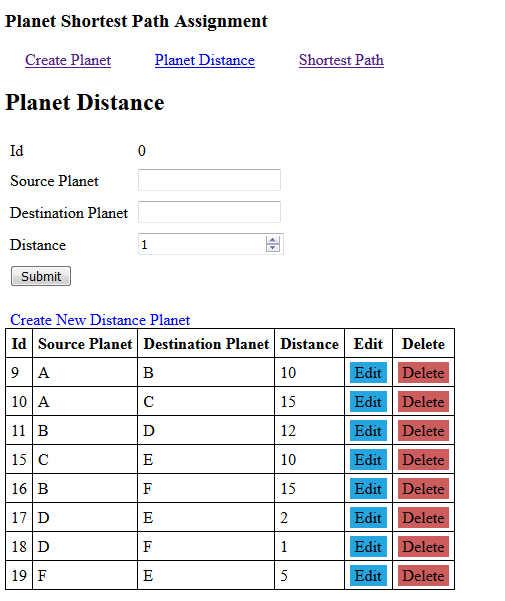 Planet Shortest Path Assignment
Create Planet Planet Distance Shortest Path
Planet Distance
Id 0
Source Planet
Destination Planet
Distance 1
Submit
Create New Distance Planet
Id Source Planet Destination Planet Distance Edit Delete
9 A B 10 Edit Delete
10 A C 15 Edit Delete
11 B D 12 Edit Delete
15 C E 10 Edit Delete
16 B F 15 Edit Delete
17 D E 2 Edit Delete
18 D F 1 Edit Delete
19 F E 5 Edit Delete